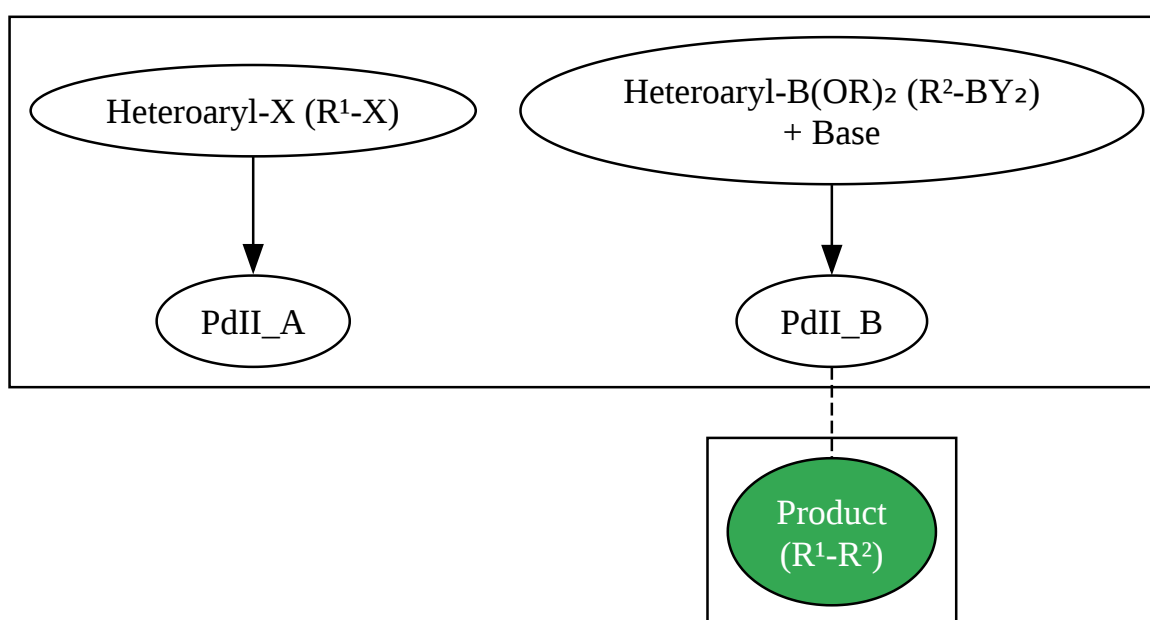 Heteroaryl-X (R¹-X)
Heteroaryl-B(OR)₂ (R²-BY₂)
+ Base
PdII_A
PdII_B
Product
(R¹-R²)